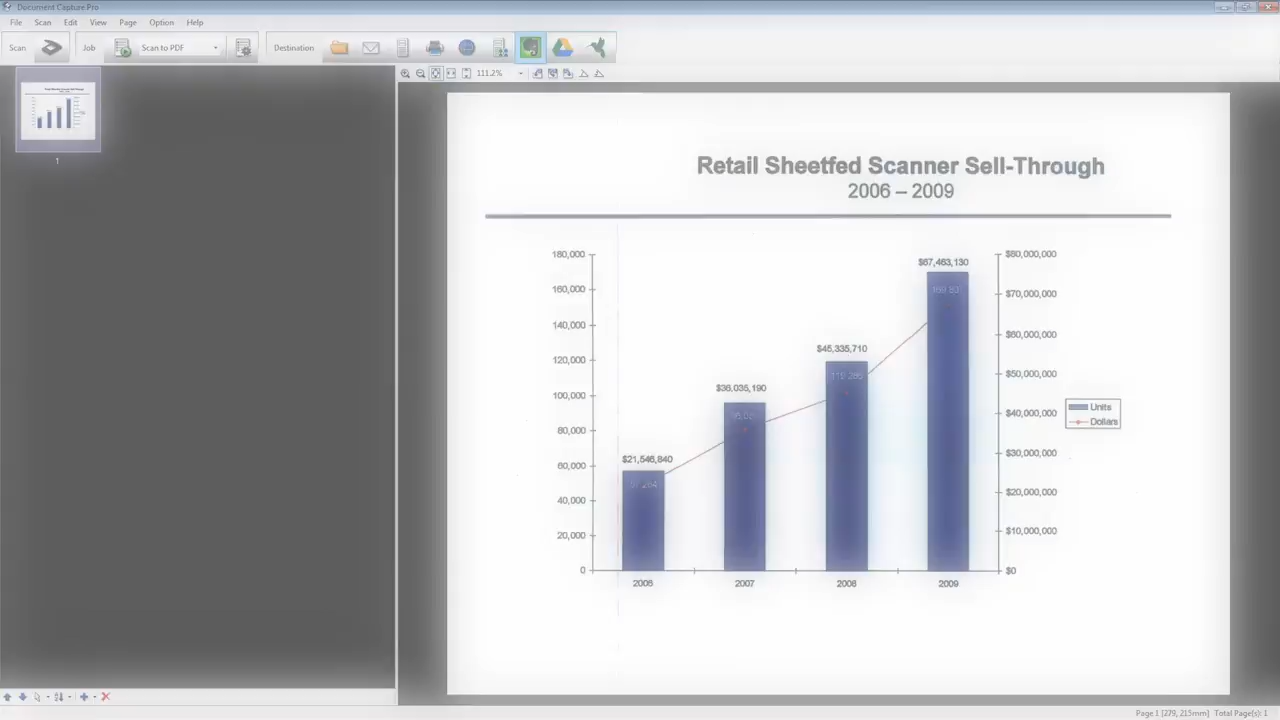 Document Capture Pro
File Scan Edit View Page Option Help
Scan Job Scan to PDF Destination
111.2%
1
Retail Sheetfed Scanner Sell-Through
2006 – 2009
180,000
160,000
140,000
120,000
100,000
80,000
60,000
40,000
20,000
0
$21,546,840
$36,035,190
$45,335,710
$67,463,130
$80,000,000
$70,000,000
$60,000,000
$50,000,000
$40,000,000
$30,000,000
$20,000,000
$10,000,000
$0
2006 2007 2008 2009
Units
Dollars
Page 1 [279, 215mm] Total Page(s): 1